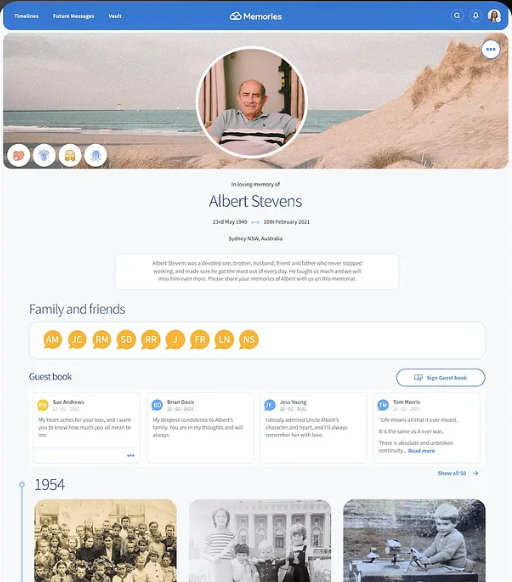 Timelines
Future Messages
Vault
Memories
In loving memory of
Albert Stevens
23rd May 1949
10th February 2021
Sydney NSW, Australia
Albert Stevens was a devoted son, brother, husband, friend and father who never stopped
working, and made sure he got the most out of every day. He taught us much and we will
miss him even more. Please share your memories of Albert with us on this memorial.
Family and friends
AM JC RM SD RR J FR LN NS
Guest book
Sign Guest book
Sue Andrews
My heart aches for your loss, and I want
you to know how much you all mean to
me.
BD
Brian Davis
My deepest condolence to Albert's
family. You are in my thoughts and will
always
JY
Jess Young
I deeply admired Uncle Albert's
character and heart, and I'll always
remember her with love.
TM
Tom Morris
"Life means all that it ever meant.
It is the same as it ever was.
There is absolute and unbroken
continuity... Read more
Show all 53
1954